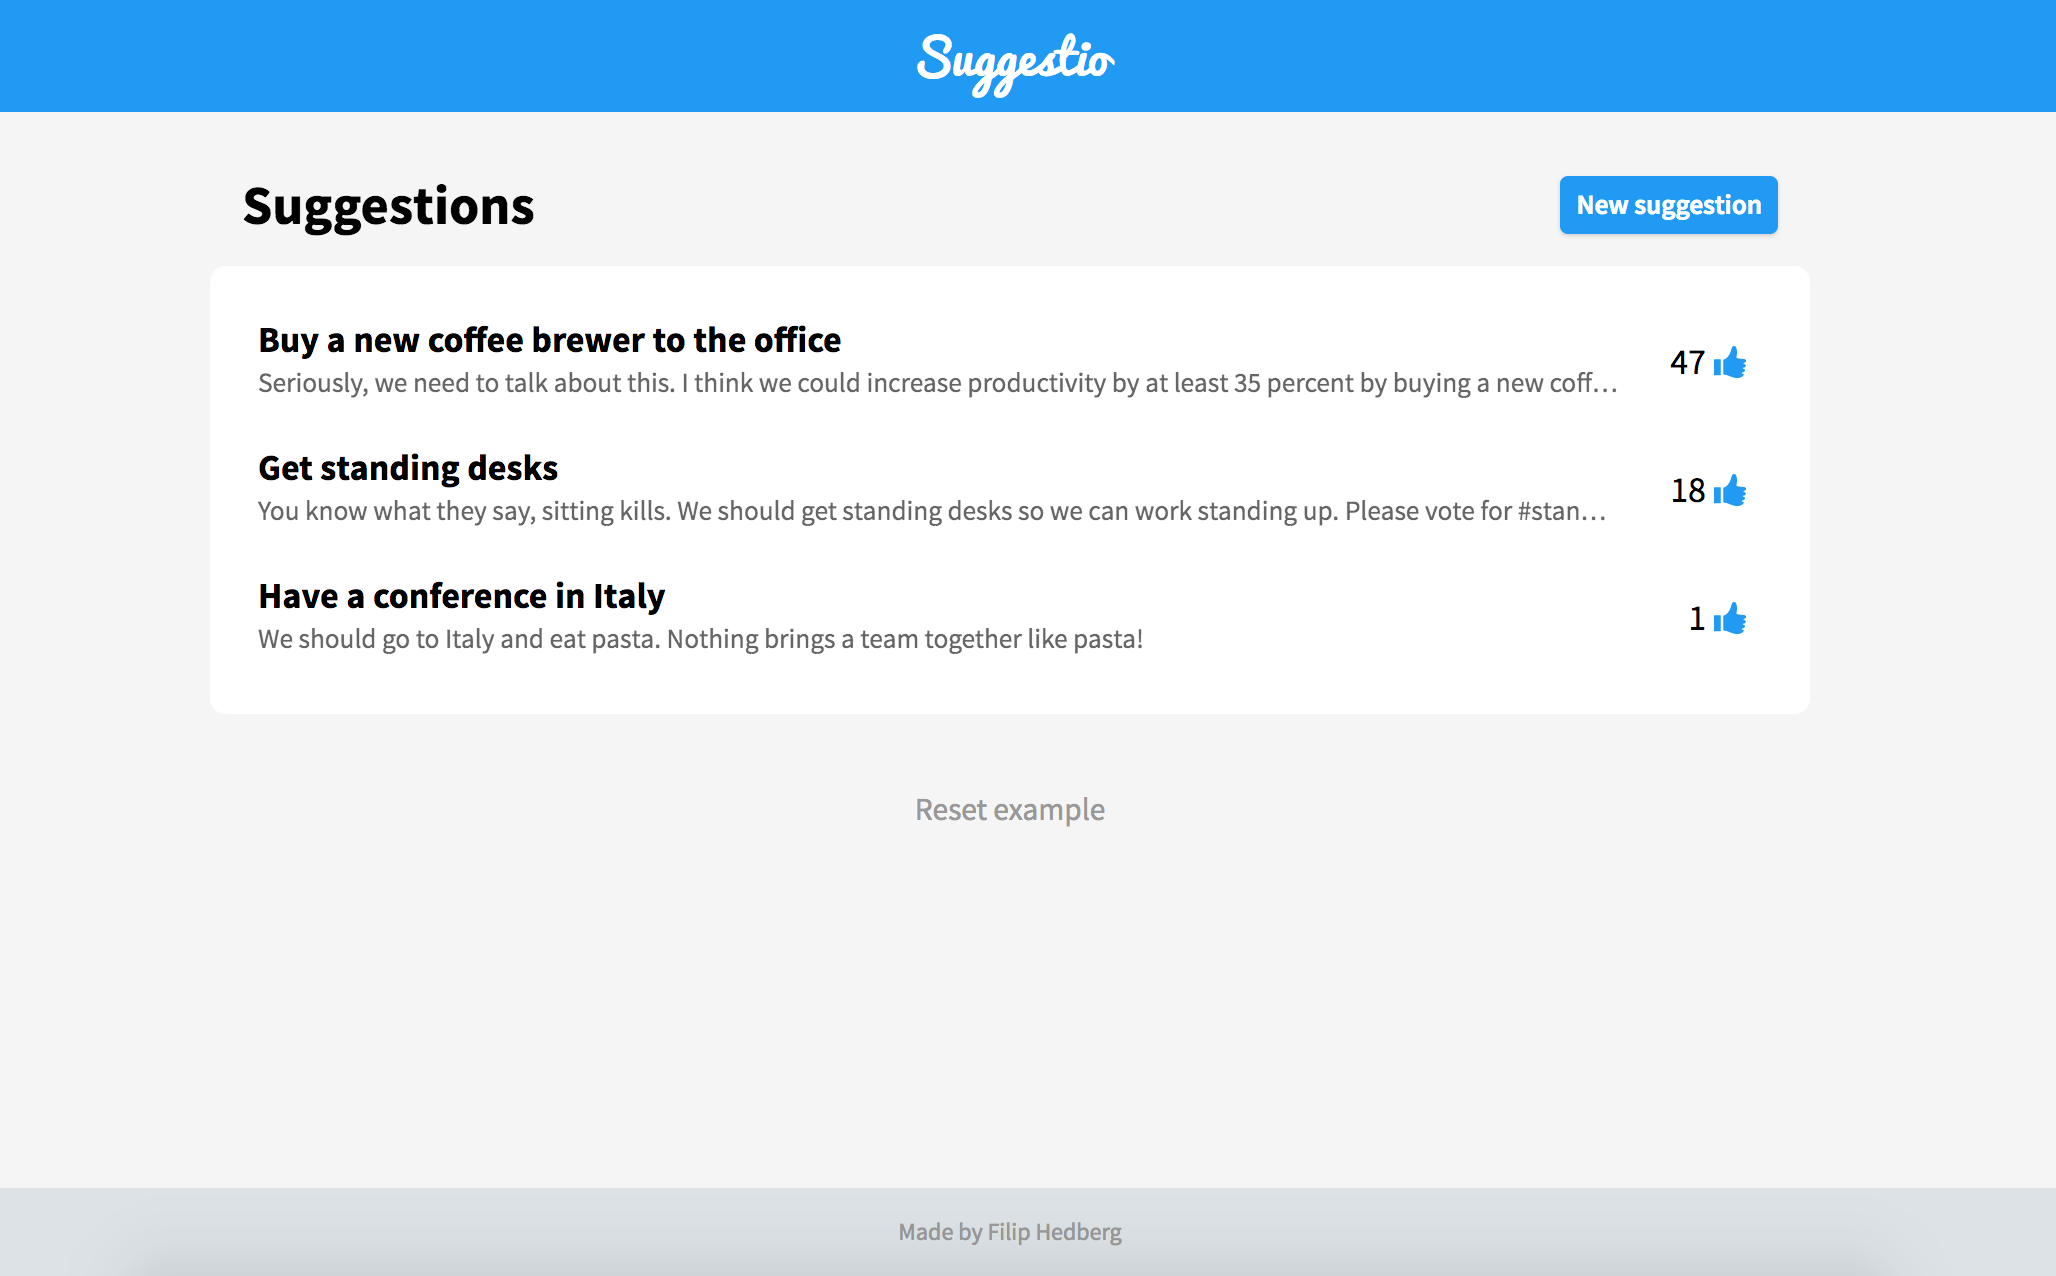 Suggestio
Suggestions
New suggestion
Buy a new coffee brewer to the office
Seriously, we need to talk about this. I think we could increase productivity by at least 35 percent by buying a new coff…
47
Get standing desks
You know what they say, sitting kills. We should get standing desks so we can work standing up. Please vote for #stan…
18
Have a conference in Italy
We should go to Italy and eat pasta. Nothing brings a team together like pasta!
1
Reset example
Made by Filip Hedberg